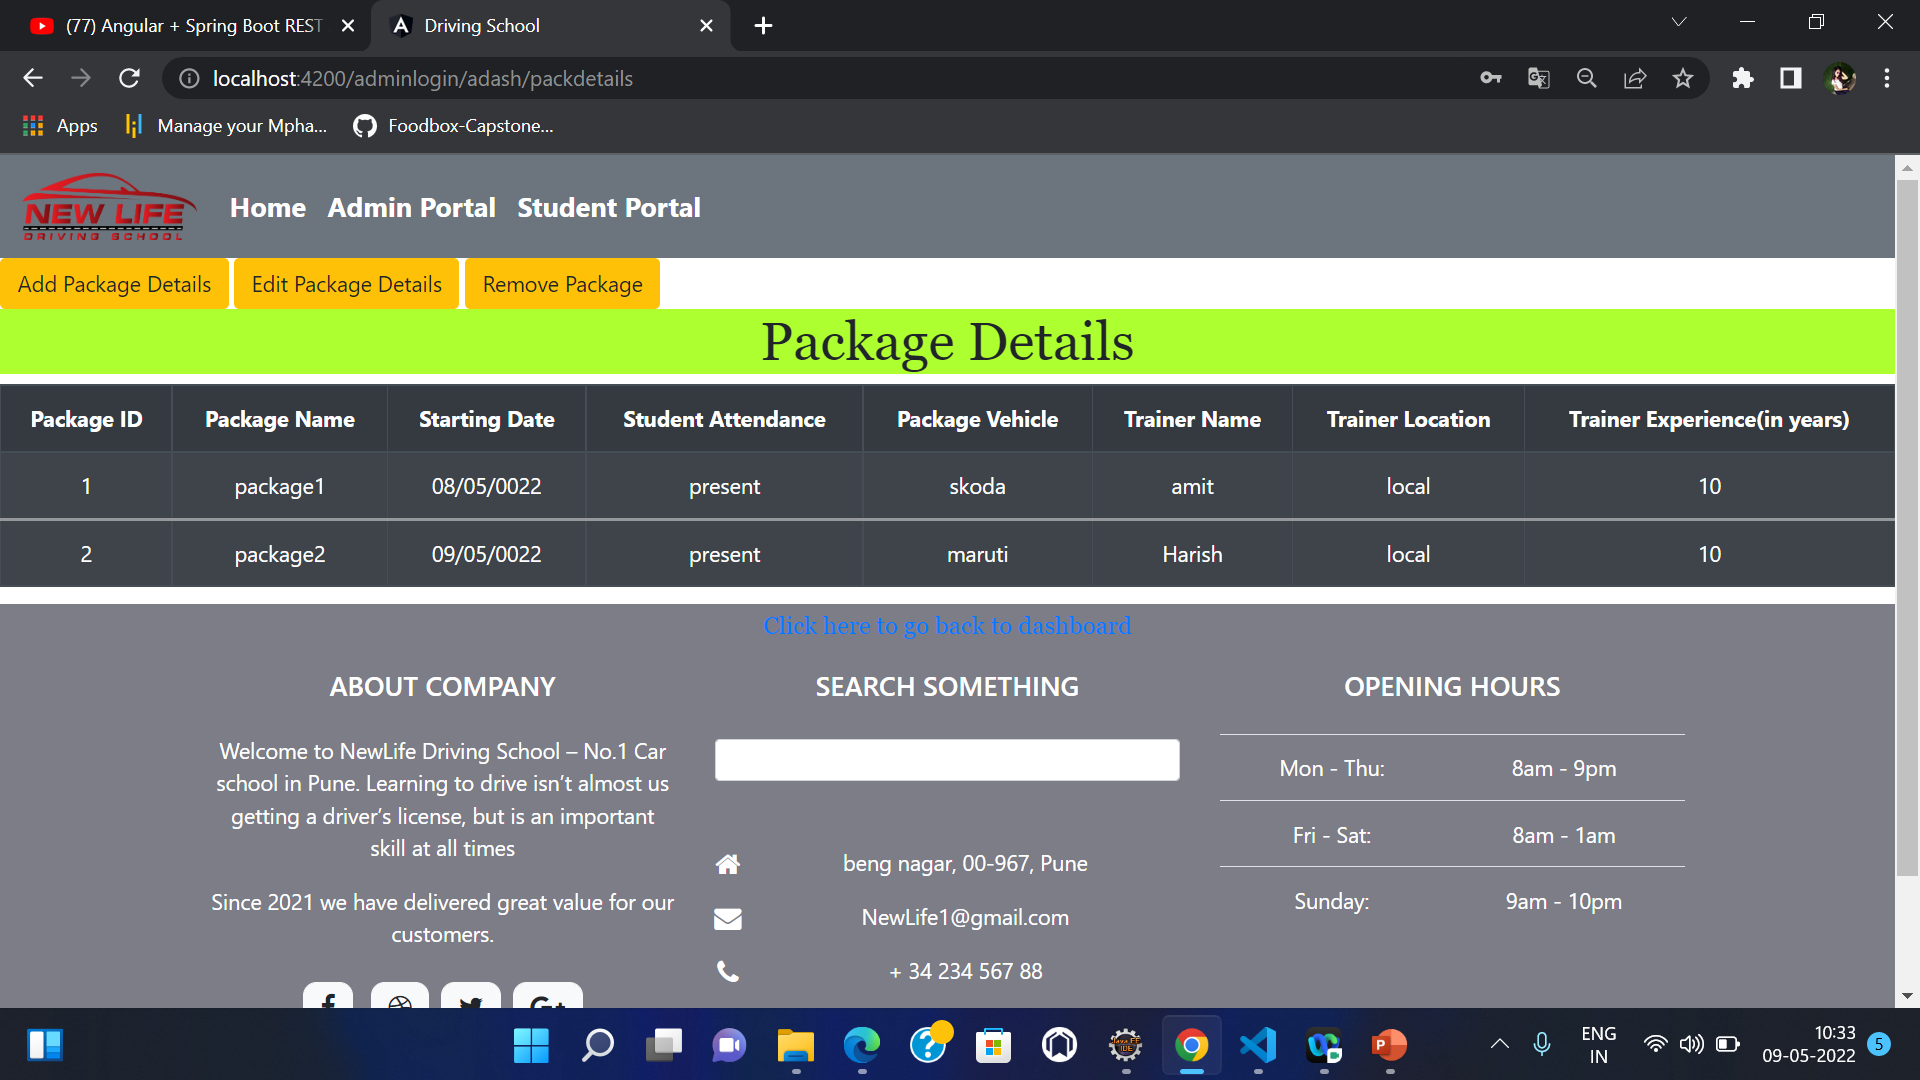 (77) Angular + Spring Boot REST
Driving School
localhost:4200/adminlogin/adash/packdetails
Apps
Manage your Mpha...
Foodbox-Capstone...
NEW LIFE
DRIVING SCHOOL
Home
Admin Portal
Student Portal
Add Package Details
Edit Package Details
Remove Package
Package Details
Package ID Package Name Starting Date Student Attendance Package Vehicle Trainer Name Trainer Location Trainer Experience(in years)
1 package1 08/05/0022 present skoda amit local 10
2 package2 09/05/0022 present maruti Harish local 10
Click here to go back to dashboard
ABOUT COMPANY
Welcome to NewLife Driving School – No.1 Car
school in Pune. Learning to drive isn’t almost us
getting a driver’s license, but is an important
skill at all times
Since 2021 we have delivered great value for our
customers.
SEARCH SOMETHING
beng nagar, 00-967, Pune
NewLife1@gmail.com
+ 34 234 567 88
OPENING HOURS
Mon - Thu: 8am - 9pm
Fri - Sat: 8am - 1am
Sunday: 9am - 10pm
ENG
IN
10:33
09-05-2022
5